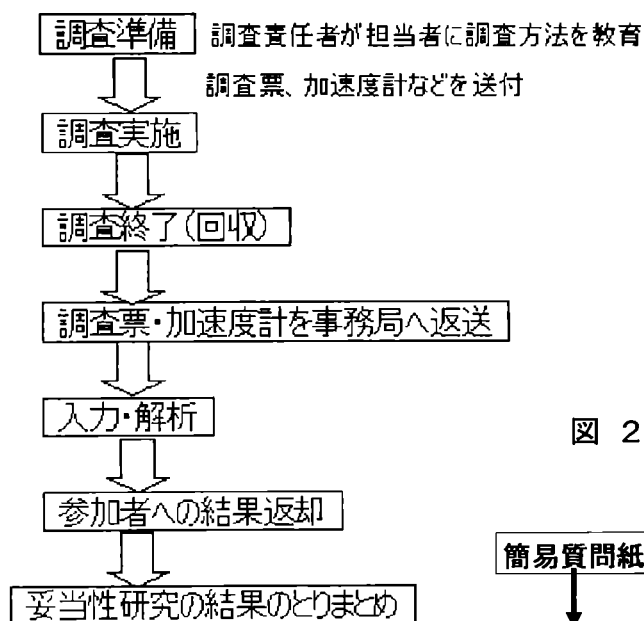 調査準備 調査責任者が担当者に調査方法を教育
調査票、加速度計などを送付
調査実施
調査終了(回収)
調査票・加速度計を事務局へ返送
入力・解析
図 2
参加者への結果返却
簡易質問紙
妥当性研究の結果のとりまとめ